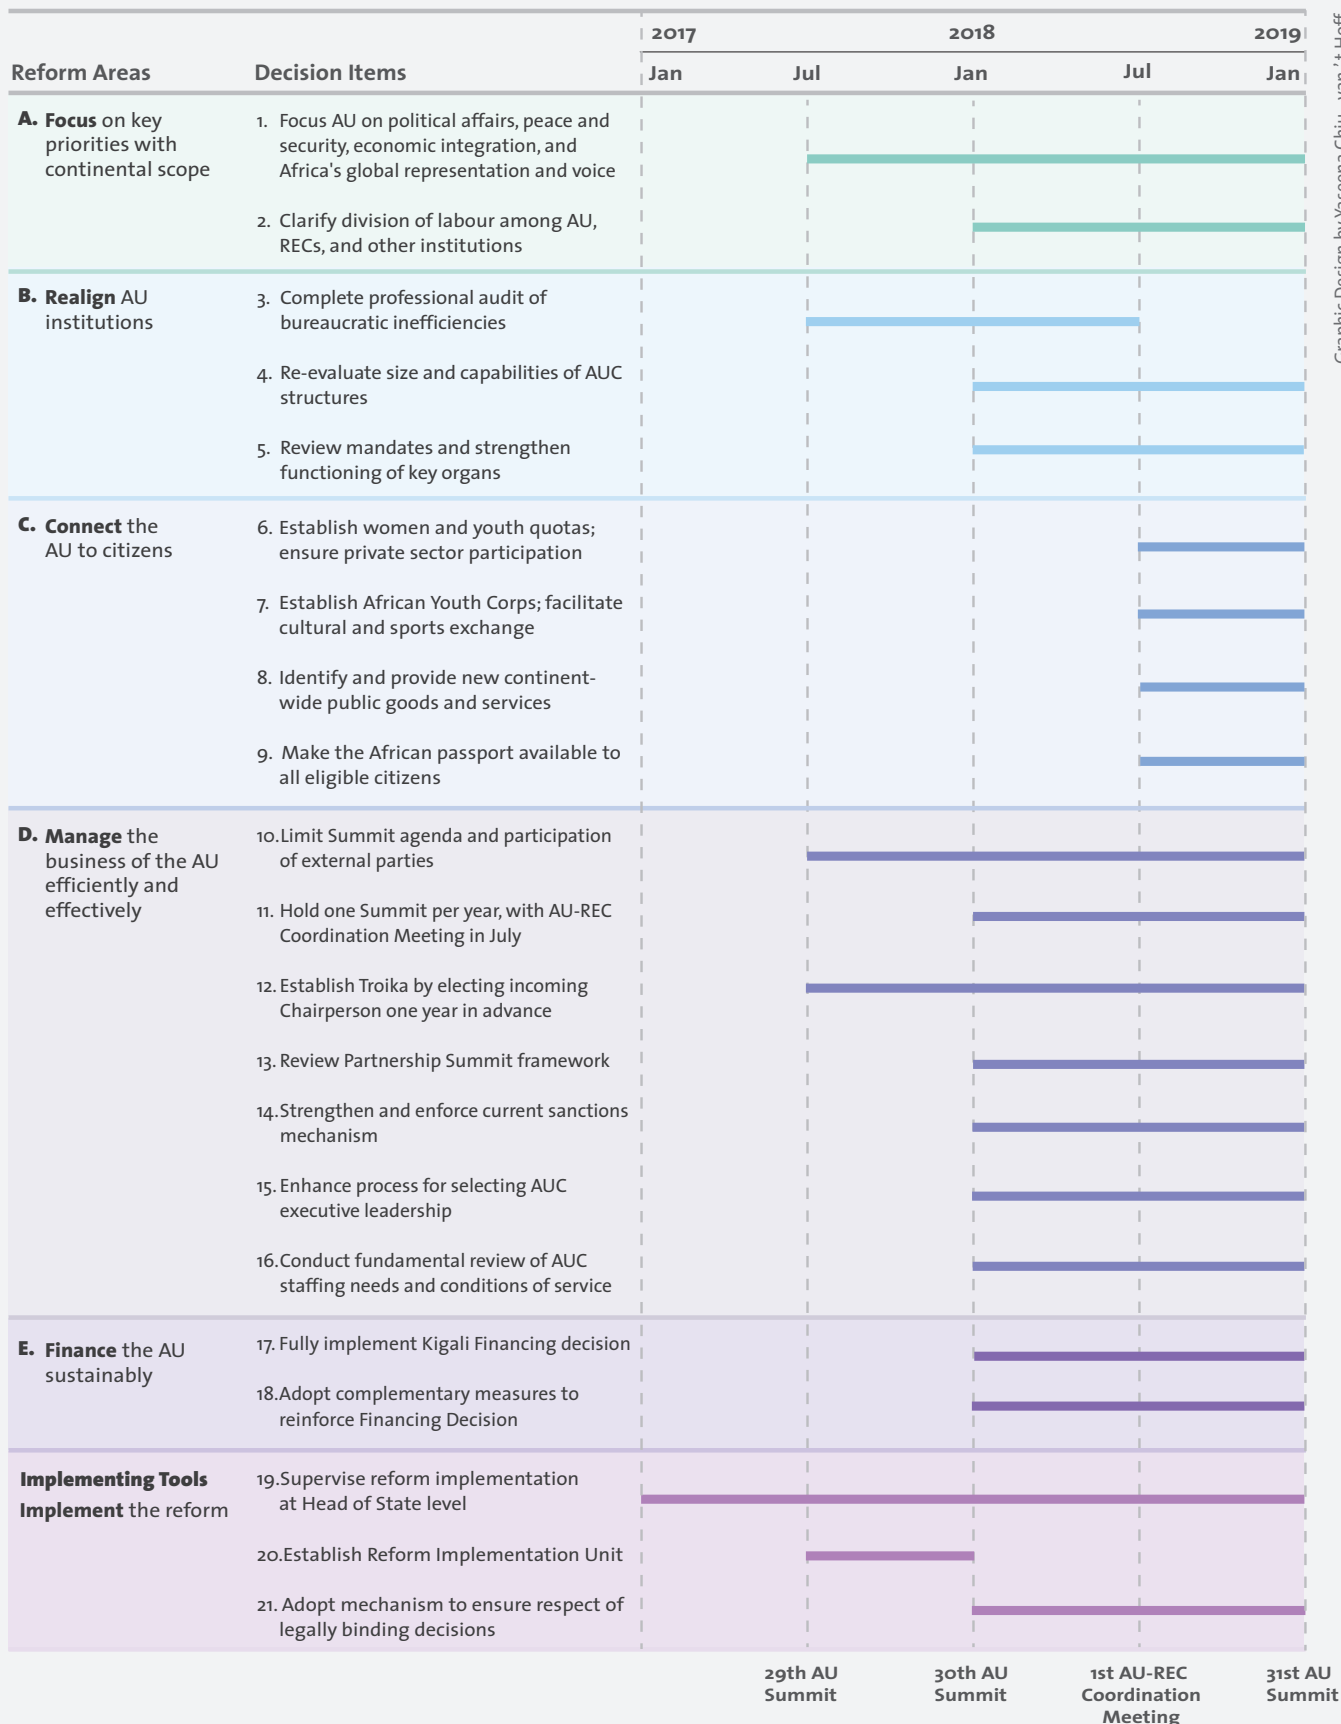 2017 2018 2019
Reform Areas Decision Items Jan Jul Jan Jul Jan
A. Focus on key
priorities with
continental scope
1. Focus AU on political affairs, peace and
security, economic integration, and
Africa's global representation and voice
2. Clarify division of labour among AU,
RECs, and other institutions
B. Realign AU
institutions
3. Complete professional audit of
bureaucratic inefficiencies
4. Re-evaluate size and capabilities of AUC
structures
5. Review mandates and strengthen
functioning of key organs
C. Connect the
AU to citizens
6. Establish women and youth quotas;
ensure private sector participation
7. Establish African Youth Corps; facilitate
cultural and sports exchange
8. Identify and provide new continent-
wide public goods and services
9. Make the African passport available to
all eligible citizens
D. Manage the
business of the AU
efficiently and
effectively
10.Limit Summit agenda and participation
of external parties
11. Hold one Summit per year, with AU-REC
Coordination Meeting in July
12. Establish Troika by electing incoming
Chairperson one year in advance
13. Review Partnership Summit framework
14.Strengthen and enforce current sanctions
mechanism
15. Enhance process for selecting AUC
executive leadership
16.Conduct fundamental review of AUC
staffing needs and conditions of service
E. Finance the AU
sustainably
17. Fully implement Kigali Financing decision
18.Adopt complementary measures to
reinforce Financing Decision
Implementing Tools
Implement the reform
19.Supervise reform implementation
at Head of State level
20.Establish Reform Implementation Unit
21. Adopt mechanism to ensure respect of
legally binding decisions
29th AU
Summit
30th AU
Summit
1st AU-REC
Coordination
Meeting
31st AU
Summit
Graphic Design by